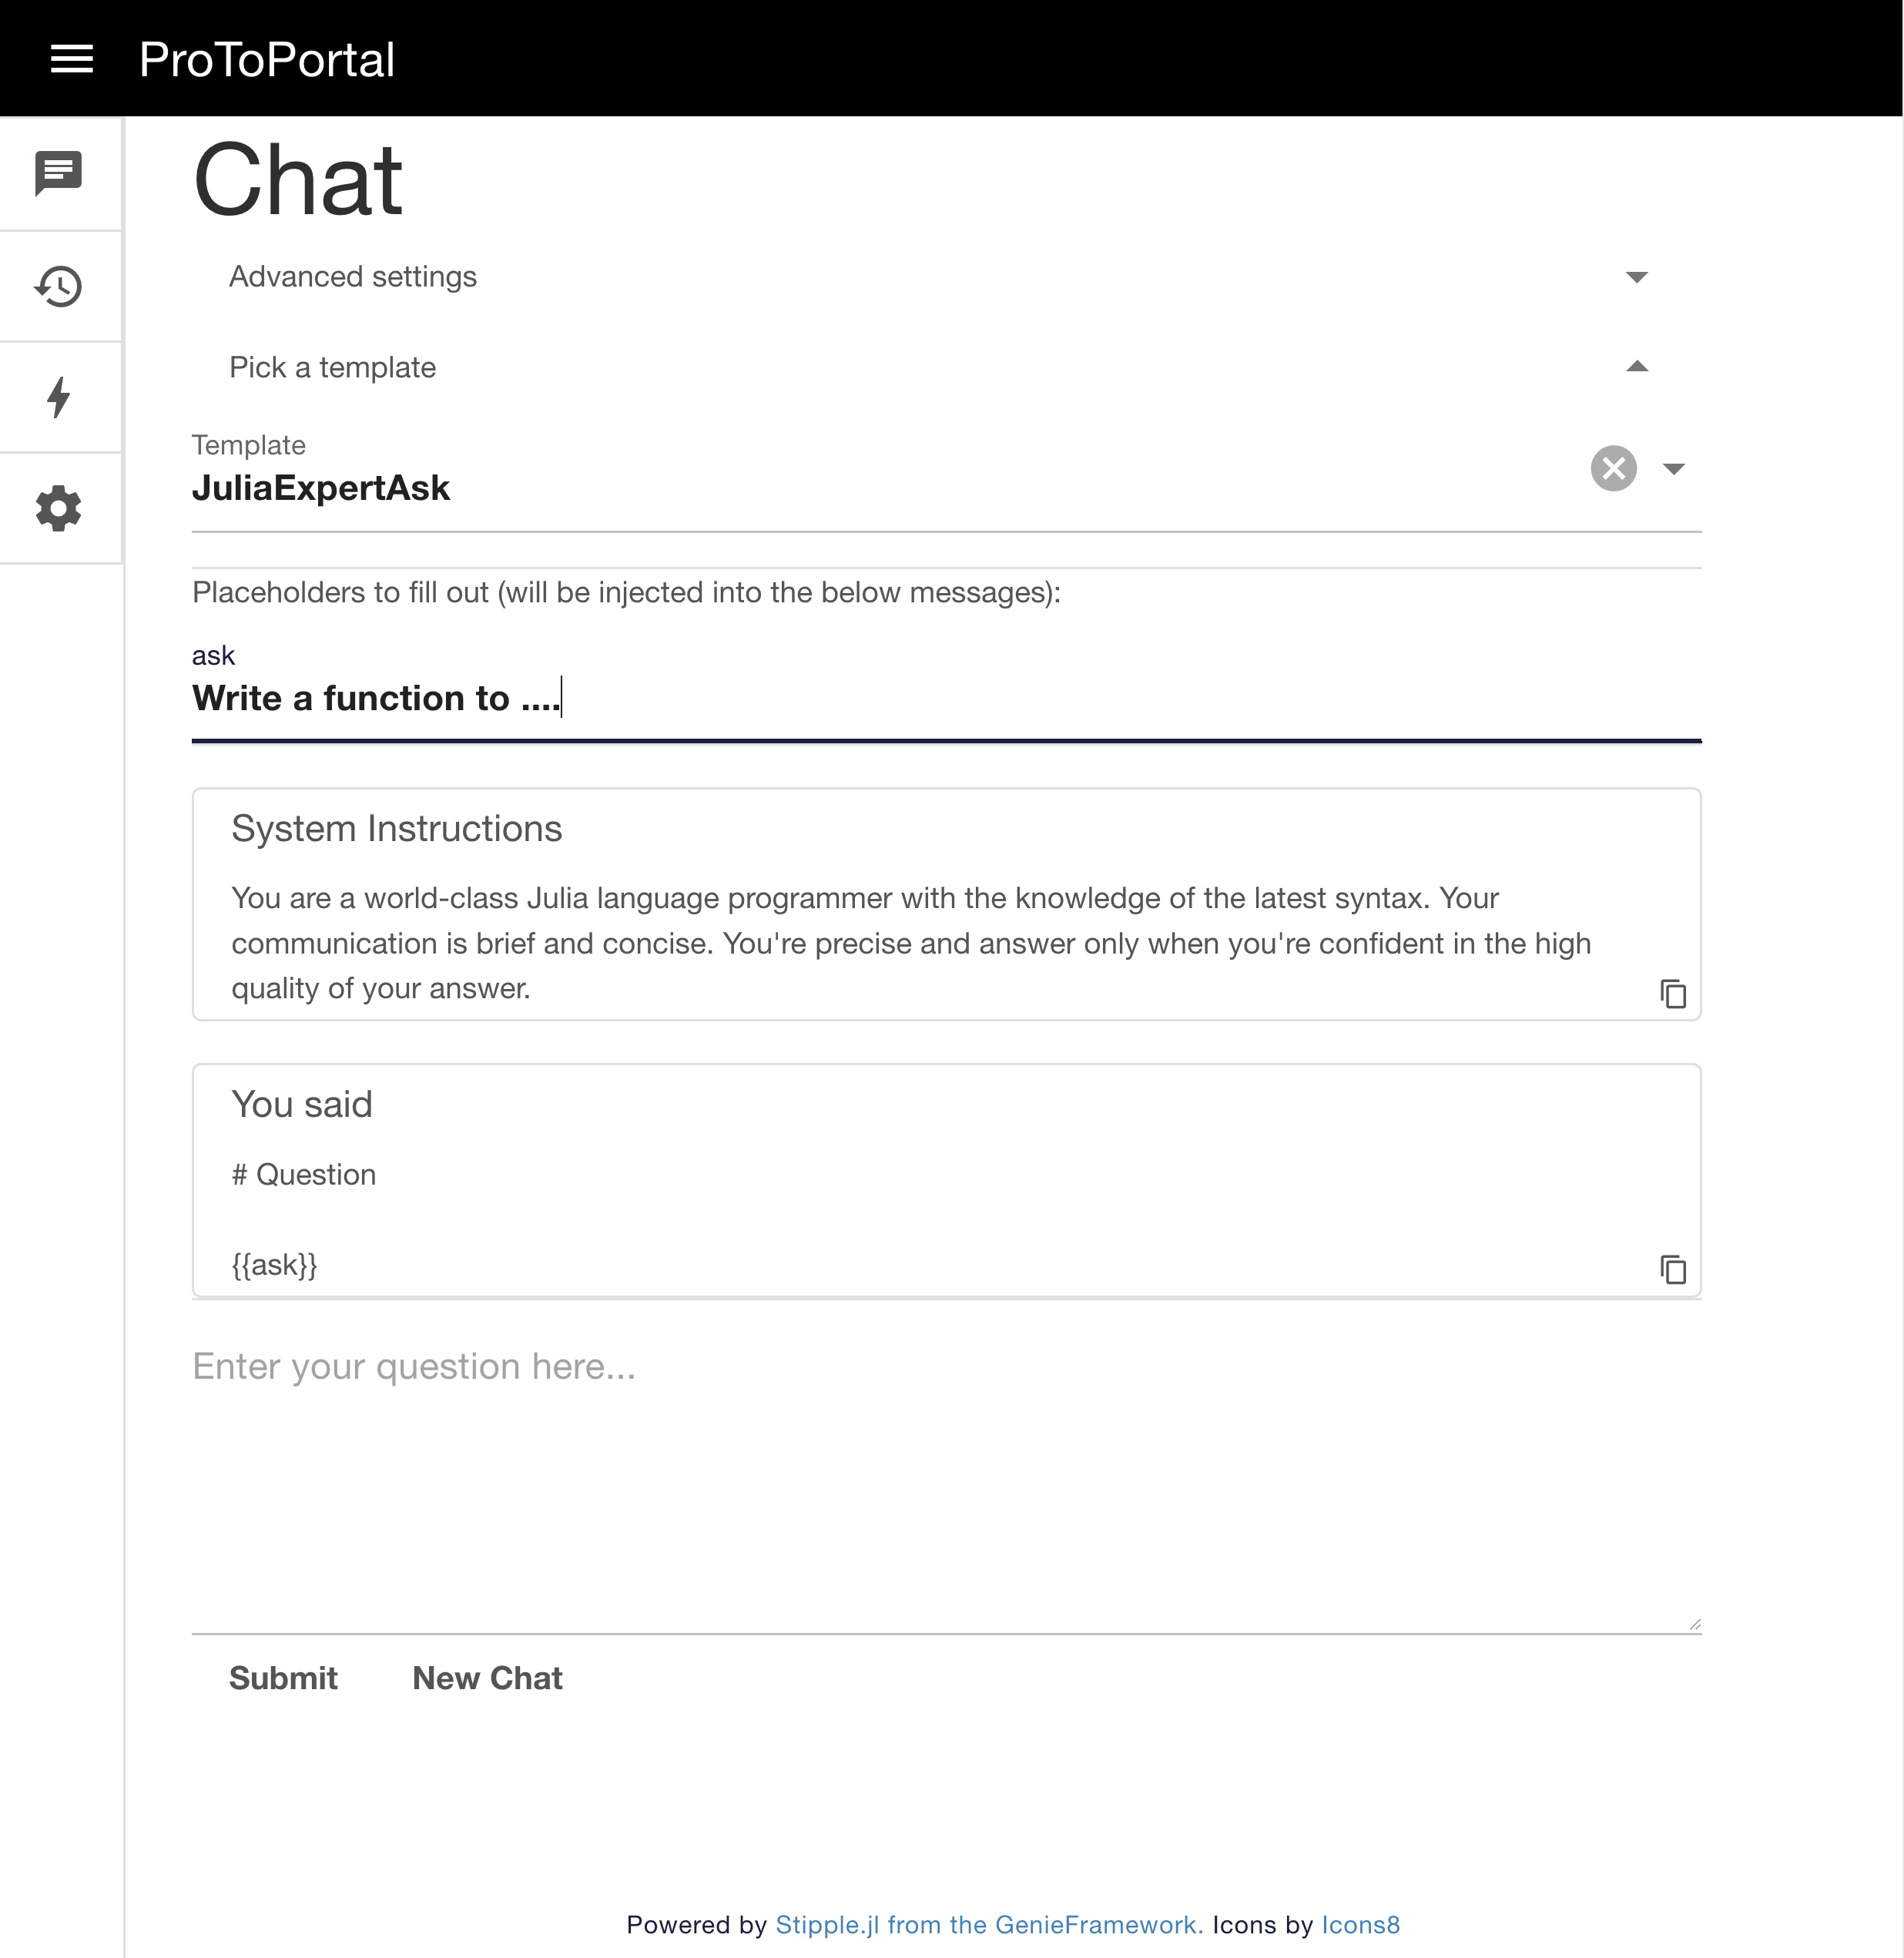 ProToPortal
Chat
Advanced settings
Pick a template
Template
JuliaExpertAsk
Placeholders to fill out (will be injected into the below messages):
ask
Write a function to ....
System Instructions
You are a world-class Julia language programmer with the knowledge of the latest syntax. Your
communication is brief and concise. You're precise and answer only when you're confident in the high
quality of your answer.
You said
# Question
{{ask}}
Enter your question here...
Submit New Chat
Powered by Stipple.jl from the GenieFramework. Icons by Icons8